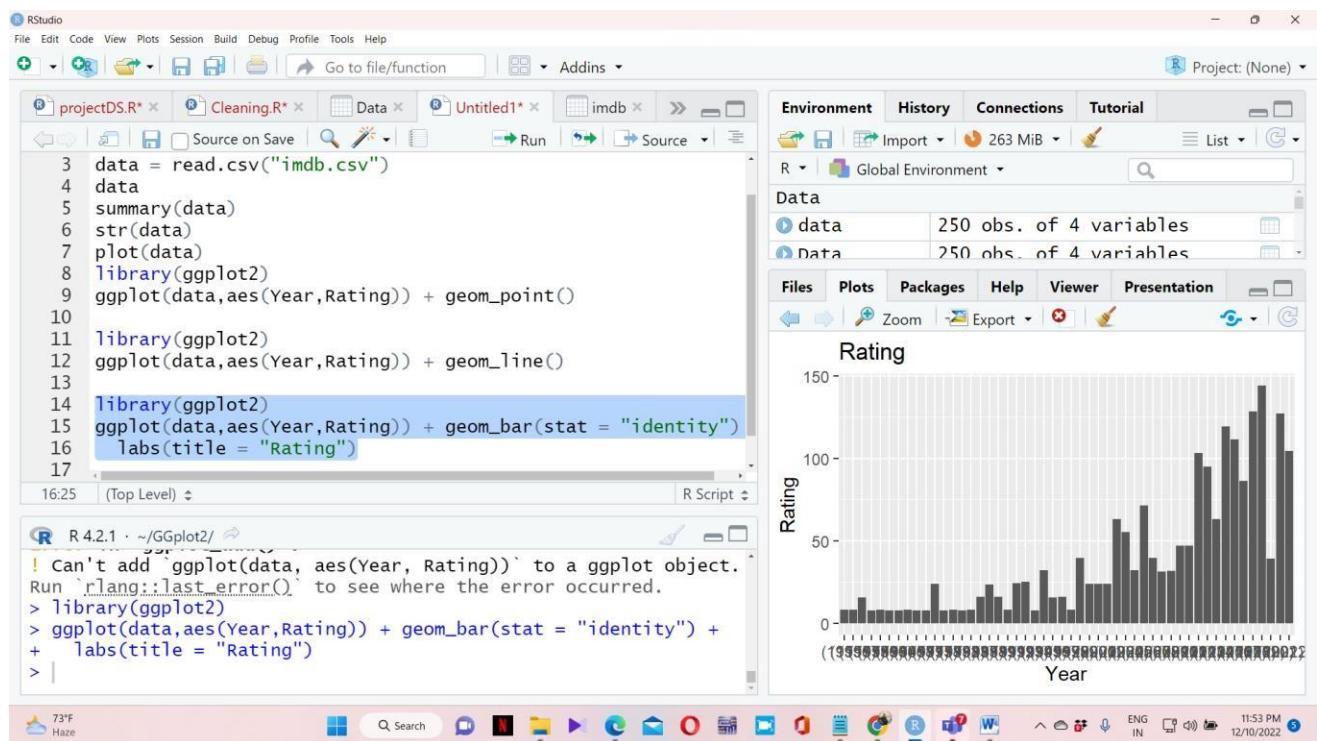 RStudio
File Edit Code View Plots Session Build Debug Profile Tools Help
Go to file/function
Addins
Project: (None)
projectDS.R*
Cleaning.R*
Data
Untitled1*
imdb
Source on Save
Run
Source
3 data = read.csv("imdb.csv")
4 data
5 summary(data)
6 str(data)
7 plot(data)
8 library(ggplot2)
9 ggplot(data,aes(Year,Rating)) + geom_point()
10
11 library(ggplot2)
12 ggplot(data,aes(Year,Rating)) + geom_line()
13
14 library(ggplot2)
15 ggplot(data,aes(Year,Rating)) + geom_bar(stat = "identity")
16 labs(title = "Rating")
17
16:25 (Top Level) R Script
R 4.2.1 · ~/GGplot2/
! Can't add `ggplot(data, aes(Year, Rating))` to a ggplot object.
Run `rlang::last_error()` to see where the error occurred.
> library(ggplot2)
> ggplot(data,aes(Year,Rating)) + geom_bar(stat = "identity") +
+ labs(title = "Rating")
>
Environment History Connections Tutorial
Import 263 MiB List
R Global Environment
Data
data 250 obs. of 4 variables
Data 250 obs. of 4 variables
Files Plots Packages Help Viewer Presentation
Zoom Export
Rating
150
100
50
0
Rating
Year
73°F
Haze
Search
ENG
IN
11:53 PM
12/10/2022
5